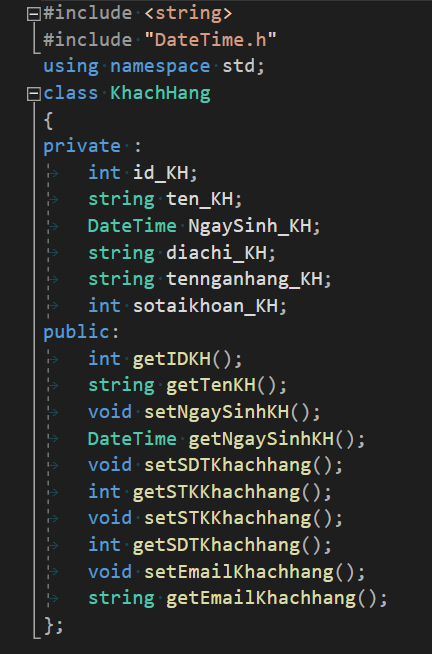 #include <string>
#include "DateTime.h"
using namespace std;
class KhachHang
{
private :
int id_KH;
string ten_KH;
DateTime NgaySinh_KH;
string diachi_KH;
string tennganhang_KH;
int sotaikhoan_KH;
public:
int getIDKH();
string getTenKH();
void setNgaySinhKH();
DateTime getNgaySinhKH();
void setSDTKhachhang();
int getSTKKhachhang();
void setSTKKhachhang();
int getSDTKhachhang();
void setEmailKhachhang();
string getEmailKhachhang();
};